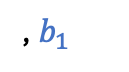 , b₁